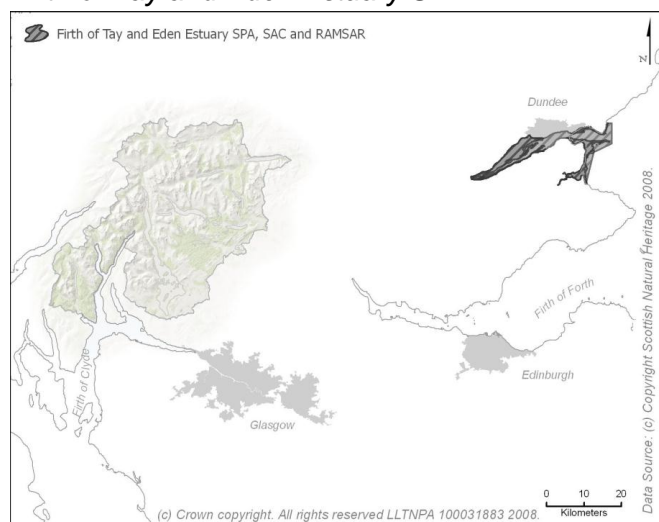 Firth of Tay and Eden Estuary SPA, SAC and RAMSAR
N
Dundee
Firth of Forth
Edinburgh
Firth of Clyde
Glasgow
0 10 20
Kilometers
(c) Crown copyright. All rights reserved LLTNPA 100031883 2008.
Data Source: (c) Copyright Scottish Natural Heritage 2008.